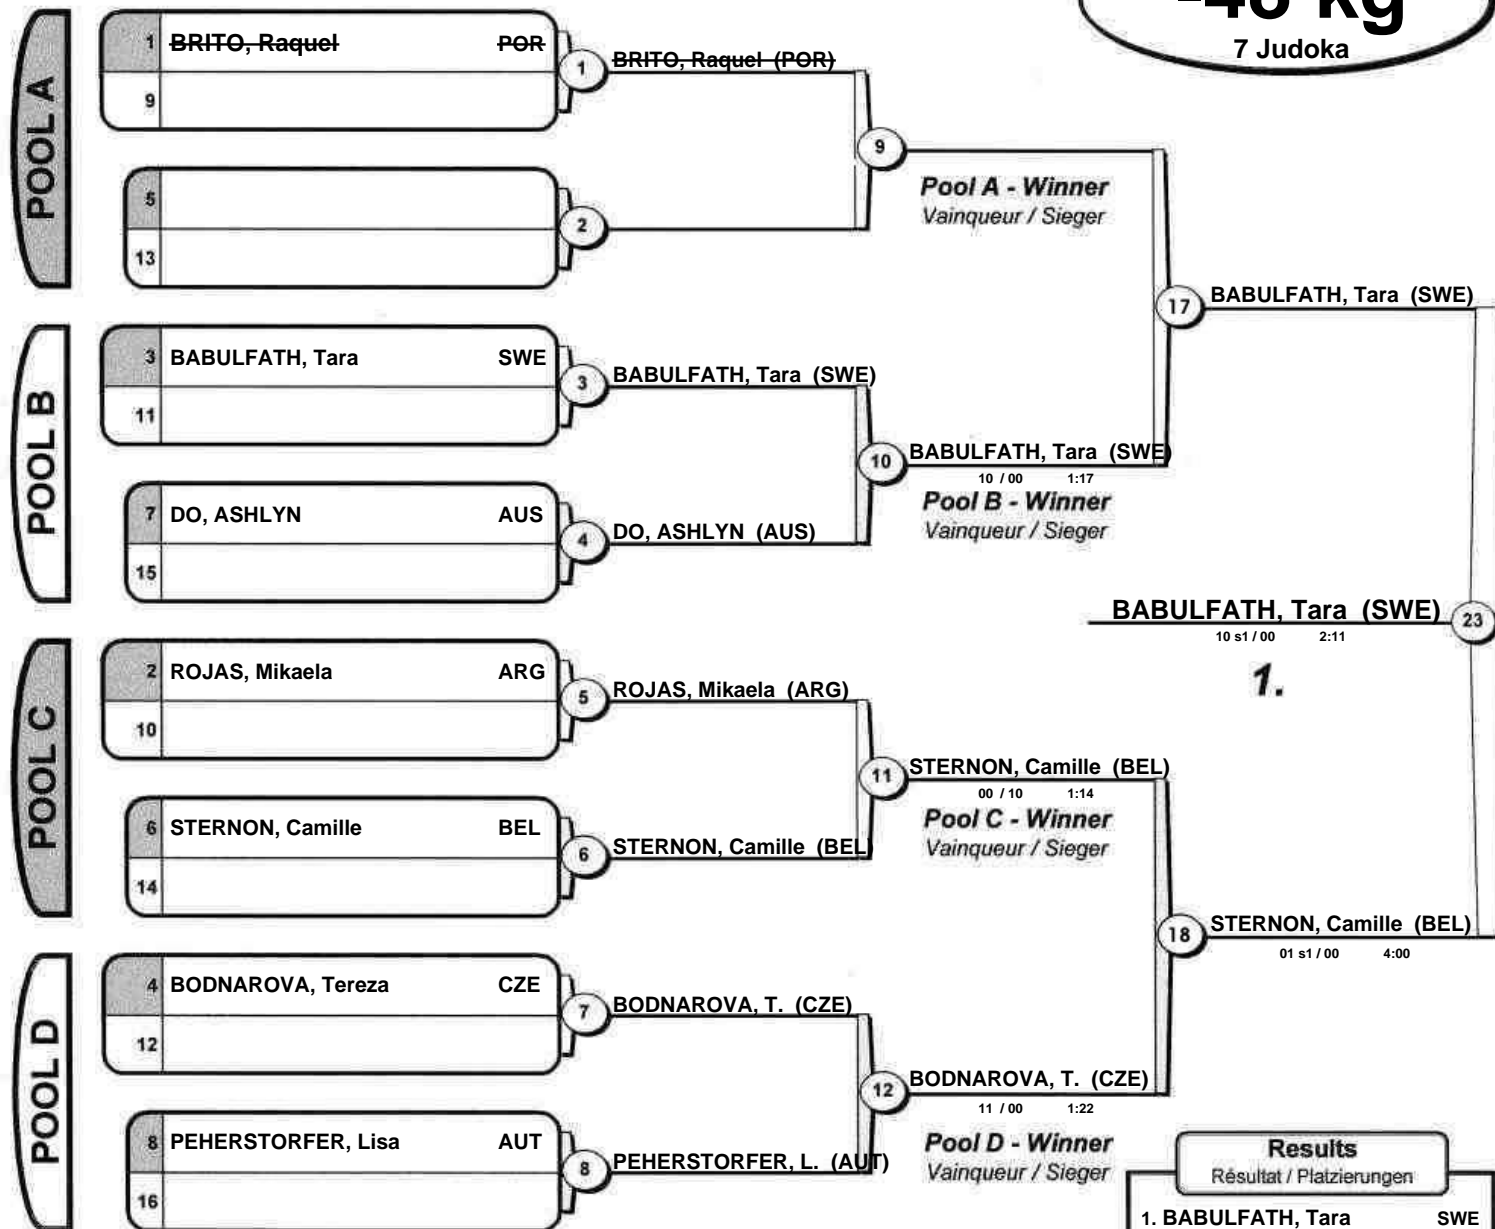 -48 kg
7 Judoka
POOL A
1 BRITO, Raquel POR
9
1
BRITO, Raquel (POR)
5
13
2
9
Pool A - Winner
Vainqueur / Sieger
17
BABULFATH, Tara (SWE)
POOL B
3 BABULFATH, Tara SWE
11
3
BABULFATH, Tara (SWE)
7 DO, ASHLYN AUS
15
4
DO, ASHLYN (AUS)
10
BABULFATH, Tara (SWE)
10 / 00 1:17
Pool B - Winner
Vainqueur / Sieger
BABULFATH, Tara (SWE)
23
10 s1 / 00 2:11
1.
POOL C
2 ROJAS, Mikaela ARG
10
5
ROJAS, Mikaela (ARG)
6 STERNON, Camille BEL
14
6
STERNON, Camille (BEL)
11
STERNON, Camille (BEL)
00 / 10 1:14
Pool C - Winner
Vainqueur / Sieger
18
STERNON, Camille (BEL)
01 s1 / 00 4:00
POOL D
4 BODNAROVA, Tereza CZE
12
7
BODNAROVA, T. (CZE)
8 PEHERSTORFER, Lisa AUT
16
8
PEHERSTORFER, L. (AUT)
12
BODNAROVA, T. (CZE)
11 / 00 1:22
Pool D - Winner
Vainqueur / Sieger
Results
Résultat / Platzierungen
1. BABULFATH, Tara SWE